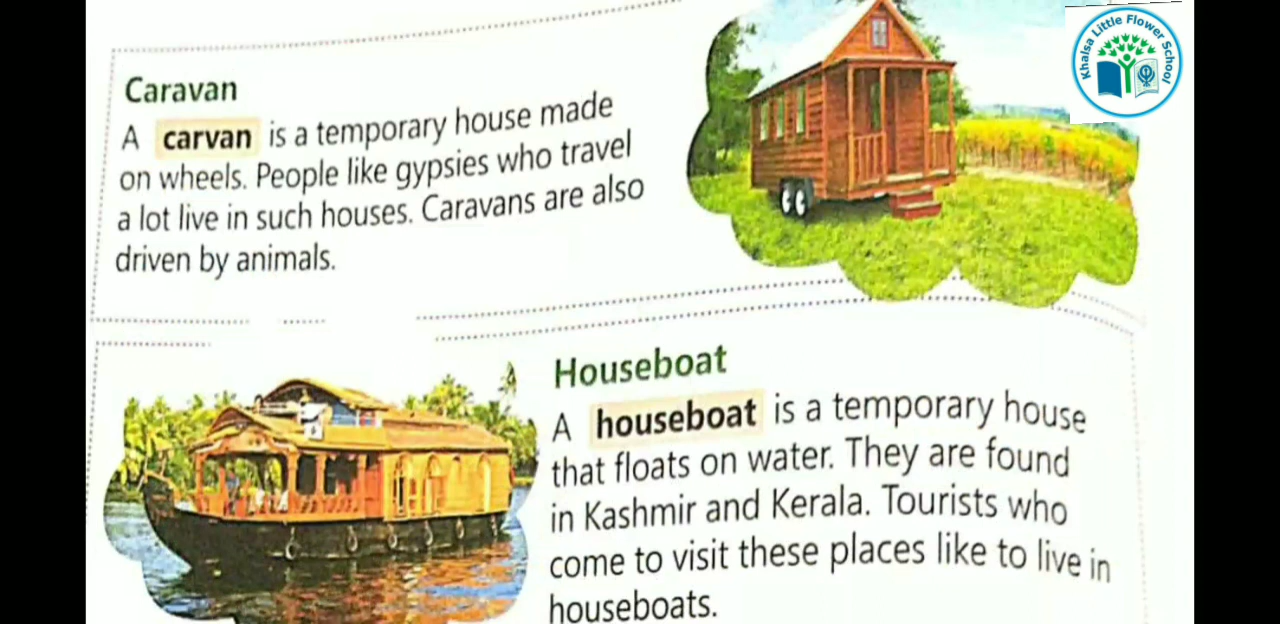 Khalsa Little Flower School
Caravan
A carvan is a temporary house made
on wheels. People like gypsies who travel
a lot live in such houses. Caravans are also
driven by animals.
Houseboat
A houseboat is a temporary house
that floats on water. They are found
in Kashmir and Kerala. Tourists who
come to visit these places like to live in
houseboats.